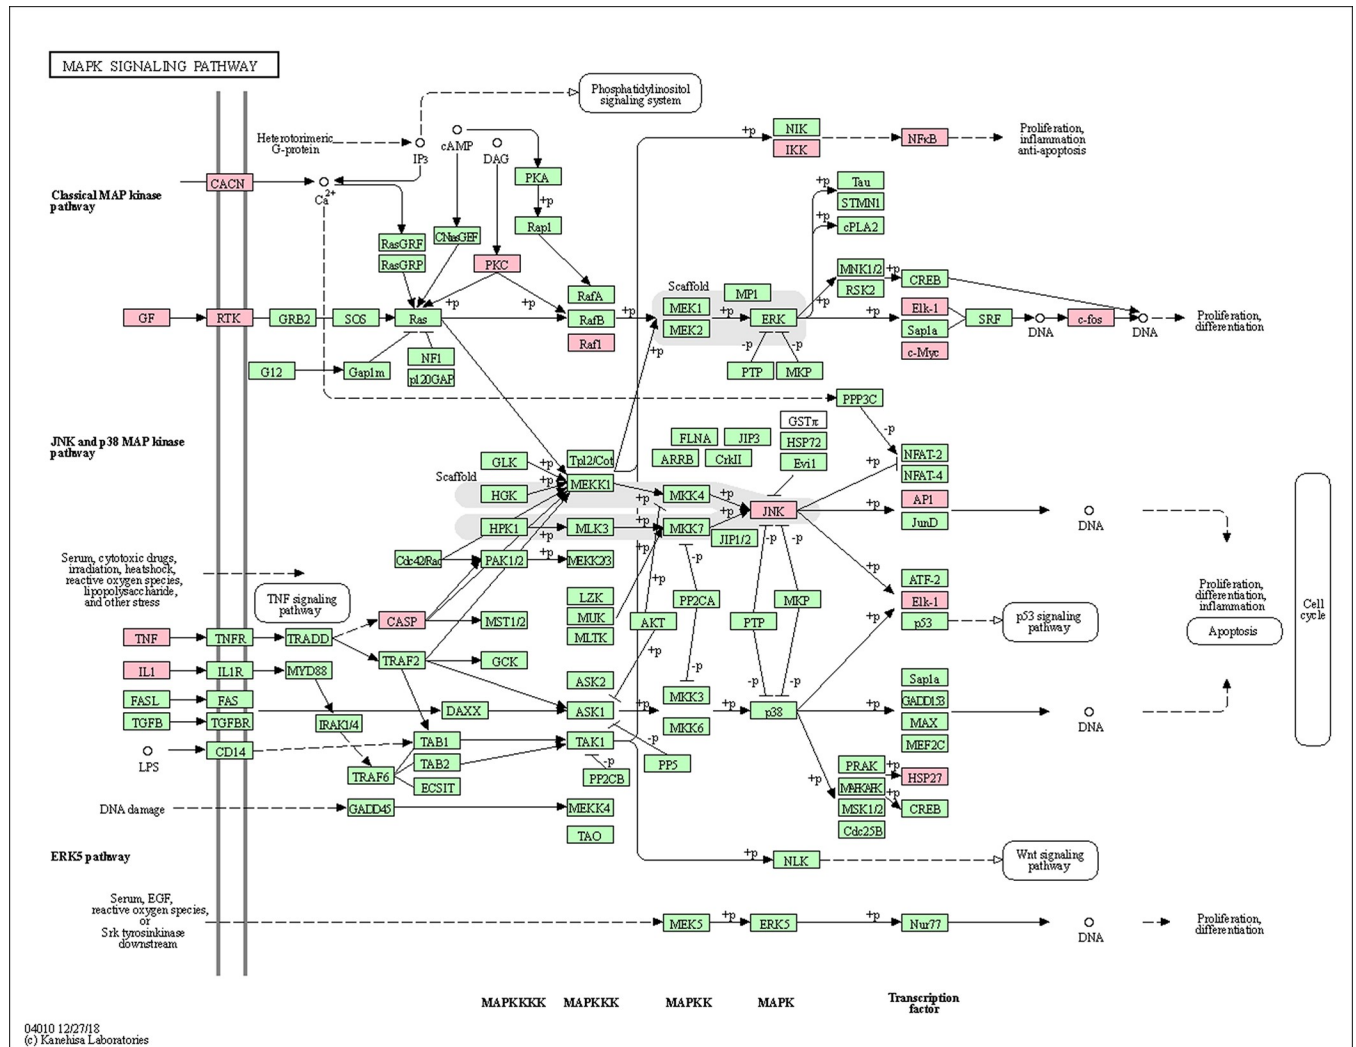 MAPK SIGNALING PATHWAY
Phosphatidylinositol
signaling system
Heterotorimeric
G-protein
IP3
cAMP
DAG
PKA
+p
Rap1
NIK
IKK
+p
NFκB
Proliferation,
inflammation
anti-apoptosis
Classical MAP kinase
pathway
CACN
Ca2+
RasGRF
RasGRP
CNrasGEF
PKC
RafA
RafB
Raf1
Scaffold
MEK1
MEK2
MP1
ERK
+p
Tau
STMN1
+p
cPLA2
MNK1/2
RSK2
+p
CREB
GF
RTK
GRB2
SOS
Ras
+p
+p
+p
+p
+p
+p
Elk-1
Sap1a
c-Myc
SRF
DNA
c-fos
DNA
Proliferation,
differentiation
G12
Gap1m
NF1
p120GAP
+p
-p
-p
PTP
MKP
PPP3C
-p
JNK and p38 MAP kinase
pathway
Scaffold
GLK
HGK
HPK1
+p
+p
+p
+p
Tpl2/Cot
MEKK1
MLK3
+p
FLNA
JIP3
ARRB
CrkII
GSTπ
HSP72
Evi1
MKK4
MKK7
+p
+p
+p
+p
+p
JIP1/2
JNK
NFAT-2
NFAT-4
+p
+p
AP1
JunD
DNA
Cdc42/Rac
PAK1/2
+p
MEKK2/3
Serum, cytotoxic drugs,
irradiation, heatshock,
reactive oxygen species,
lipopolysaccharide,
and other stress
TNF signaling
pathway
CASP
MST1/2
LZK
MUK
MLTK
+p
AKT
+p
-p
PP2CA
-p
-p
-p
PTP
MKP
-p
-p
+p
+p
ATF-2
Elk-1
p53
p53 signaling
pathway
Proliferation,
differentiation,
inflammation
Apoptosis
Cell
cycle
TNF
TNFR
TRADD
TRAF2
GCK
IL1
IL1R
MYD88
FASL
FAS
TGFB
TGFBR
IRAK1/4
DAXX
ASK2
ASK1
+p
MKK3
MKK6
+p
p38
+p
Sap1a
GADD153
MAX
MEF2C
DNA
LPS
CD14
TAB1
TAB2
ECSIT
TRAF6
TAK1
-p
PP2CB
-p
PP5
PRAK
MAPKAPK
MSK1/2
Cdc25B
+p
+p
+p
HSP27
CREB
DNA damage
GADD45
MEKK4
TAO
ERK5 pathway
+p
NLK
Wnt signaling
pathway
Serum, EGF,
reactive oxygen species,
or
Srk tyrosinkinase
downstream
MEK5
+p
ERK5
+p
Nur77
DNA
Proliferation,
differentiation
MAPKKKK
MAPKKK
MAPKK
MAPK
Transcription
factor
04010 12/27/18
(c) Kanehisa Laboratories